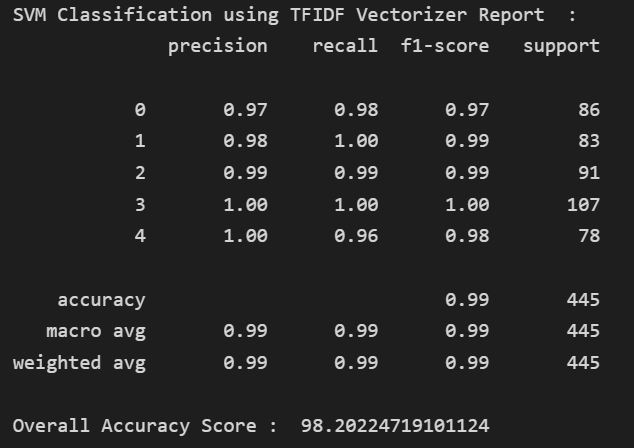 SVM Classification using TFIDF Vectorizer Report  :
precision    recall  f1-score   support
0       0.97      0.98      0.97        86
1       0.98      1.00      0.99        83
2       0.99      0.99      0.99        91
3       1.00      1.00      1.00       107
4       1.00      0.96      0.98        78
accuracy                           0.99       445
macro avg       0.99      0.99      0.99       445
weighted avg       0.99      0.99      0.99       445
Overall Accuracy Score :  98.20224719101124